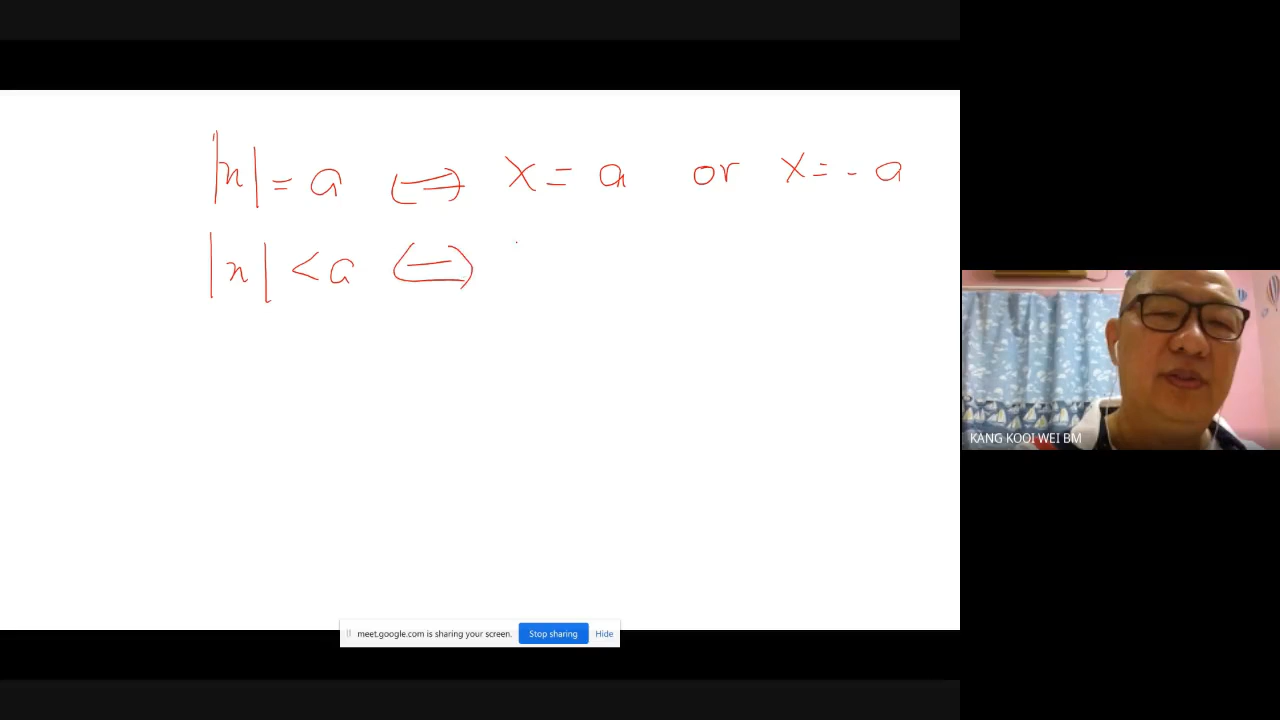 |x| = a ⟺ x = a or x = - a
|x| < a ⟺
KANG KOOI WEI BM
meet.google.com is sharing your screen. Stop sharing Hide